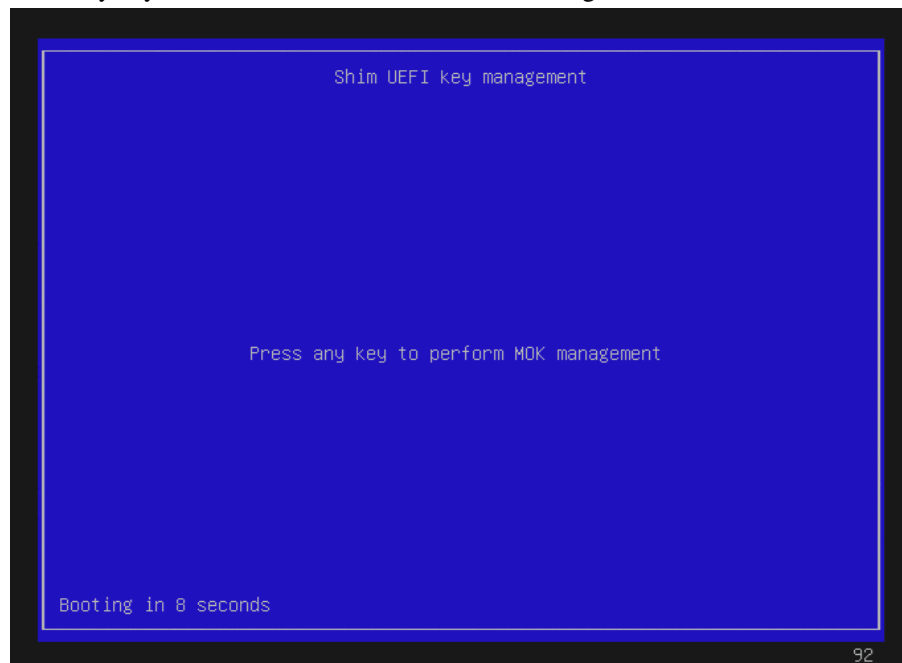 Shim UEFI key management
Press any key to perform MOK management
Booting in 8 seconds
92